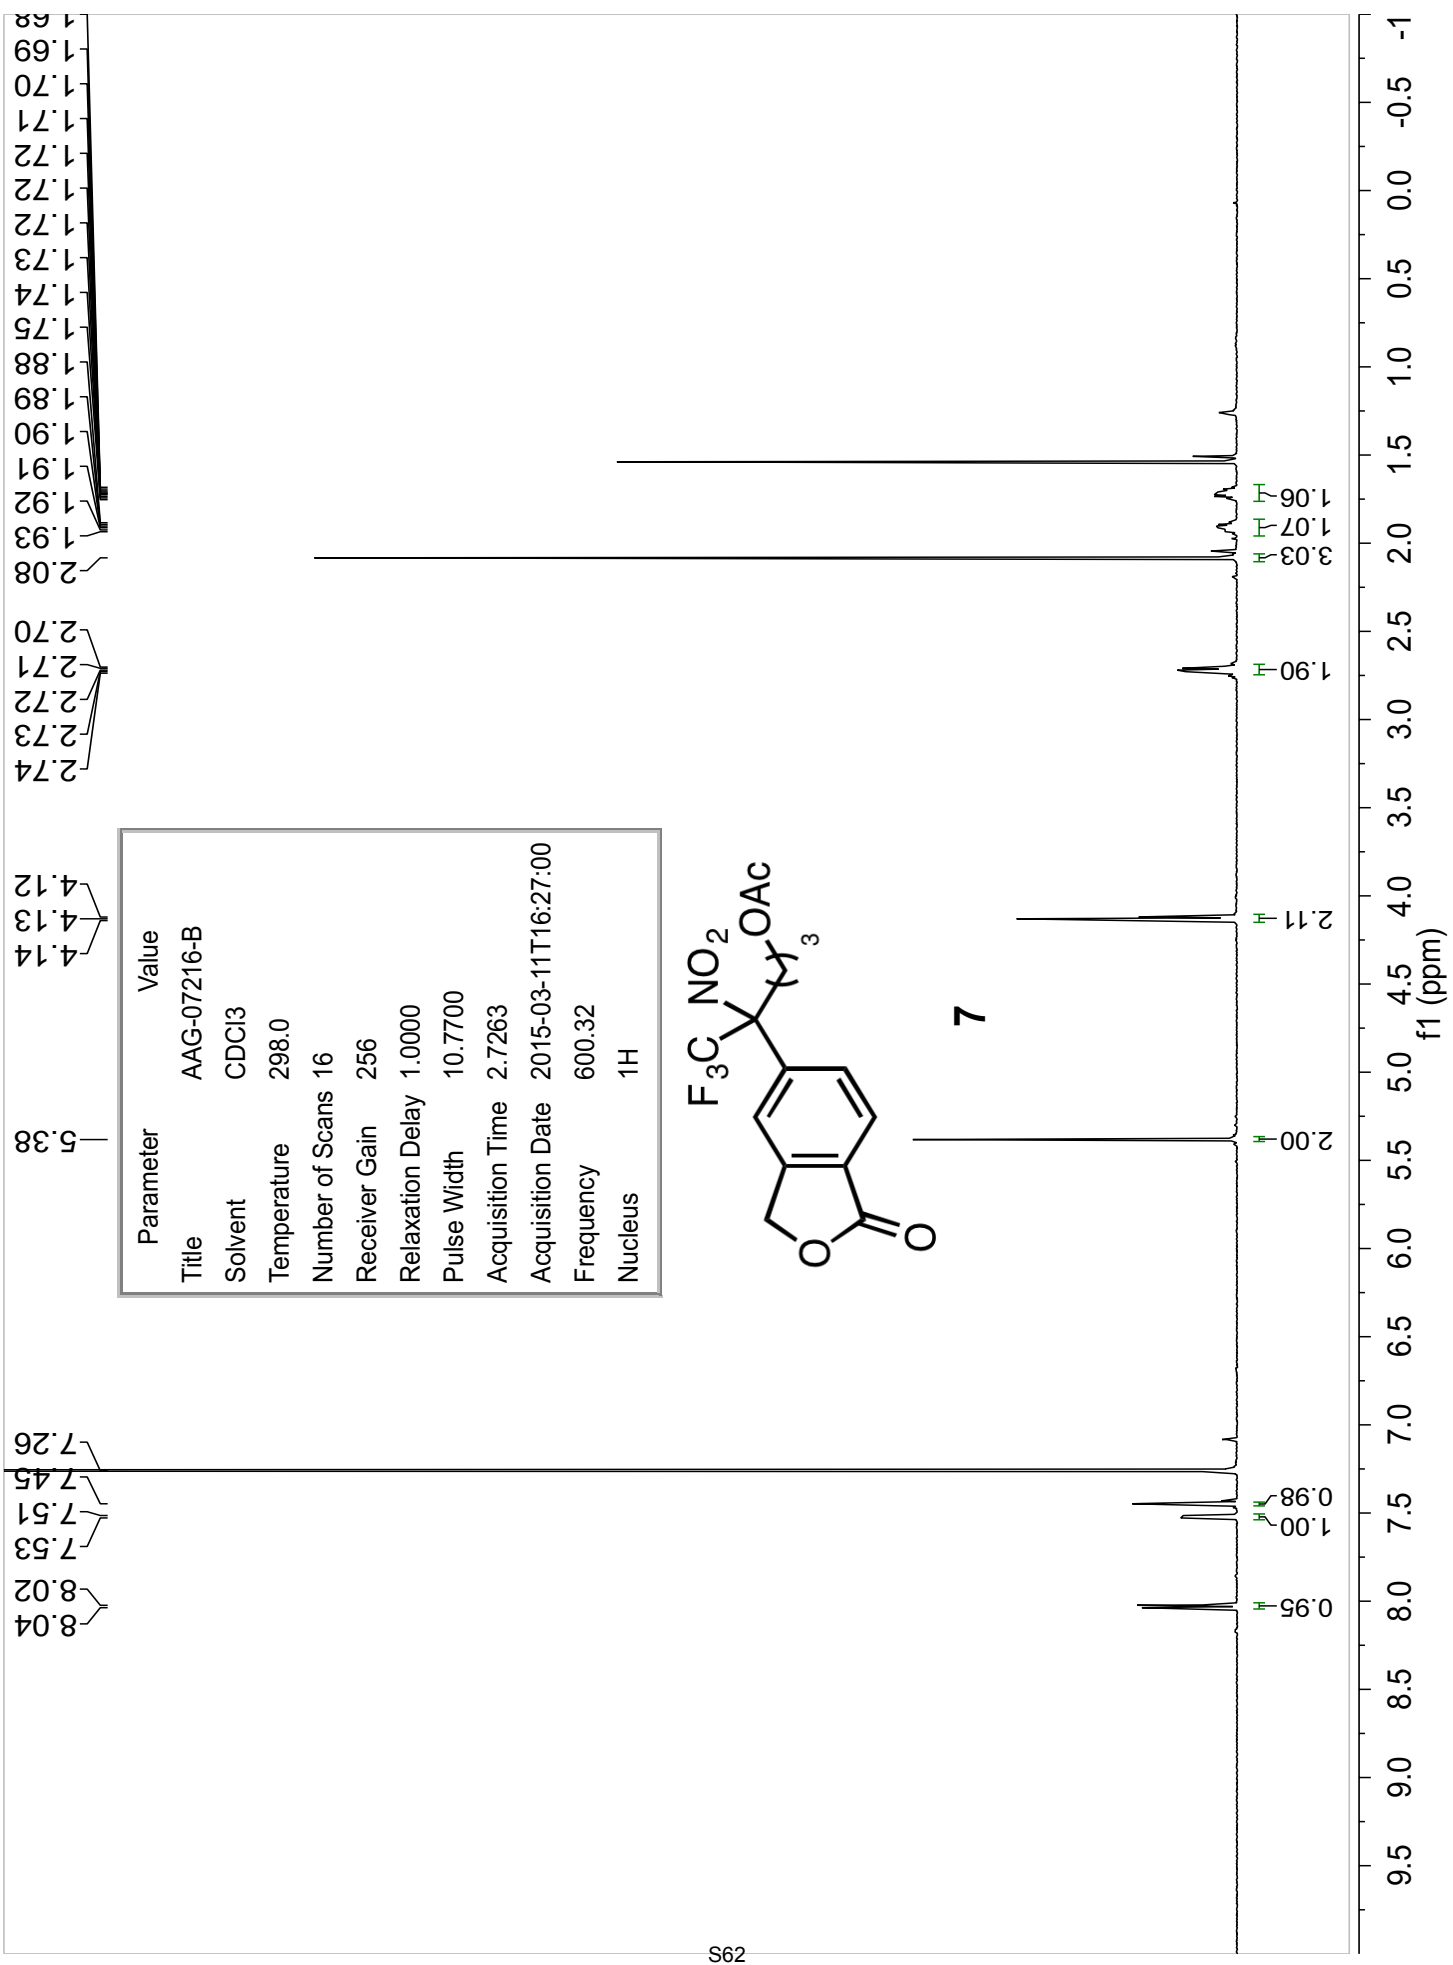 8.04
8.02
7.53
7.51
7.45
7.26
5.38
4.14
4.13
4.12
2.74
2.73
2.72
2.71
2.70
2.08
1.93
1.92
1.91
1.90
1.89
1.88
1.75
1.74
1.73
1.72
1.72
1.72
1.71
1.70
1.69
1.68
Parameter Value
Title AAG-07216-B
Solvent CDCl3
Temperature 298.0
Number of Scans 16
Receiver Gain 256
Relaxation Delay 1.0000
Pulse Width 10.7700
Acquisition Time 2.7263
Acquisition Date 2015-03-11T16:27:00
Frequency 600.32
Nucleus 1H
F3C NO2
OAc
( )3
O
O
7
0.95
1.00
0.98
2.00
2.11
1.90
3.03
1.07
1.06
9.5 9.0 8.5 8.0 7.5 7.0 6.5 6.0 5.5 5.0 4.5 4.0 3.5 3.0 2.5 2.0 1.5 1.0 0.5 0.0 -0.5 -1
f1 (ppm)
S62